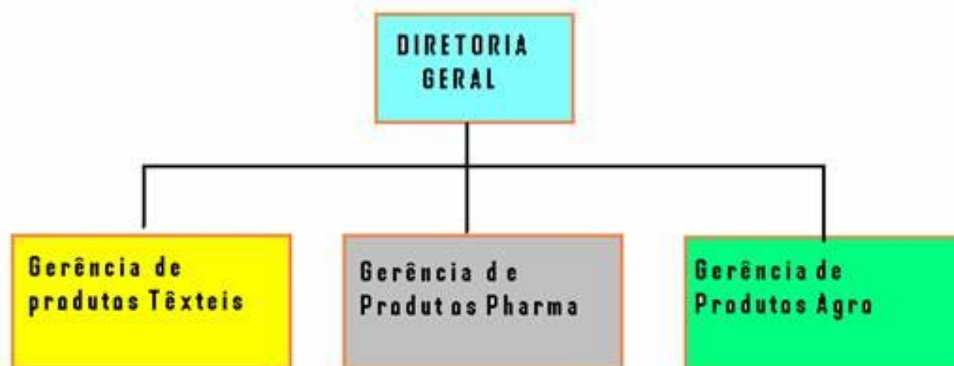 DIRETORIA
GERAL
Gerência de
produtos Têxteis
Gerência de
Produtos Pharma
Gerência de
Produtos Agro